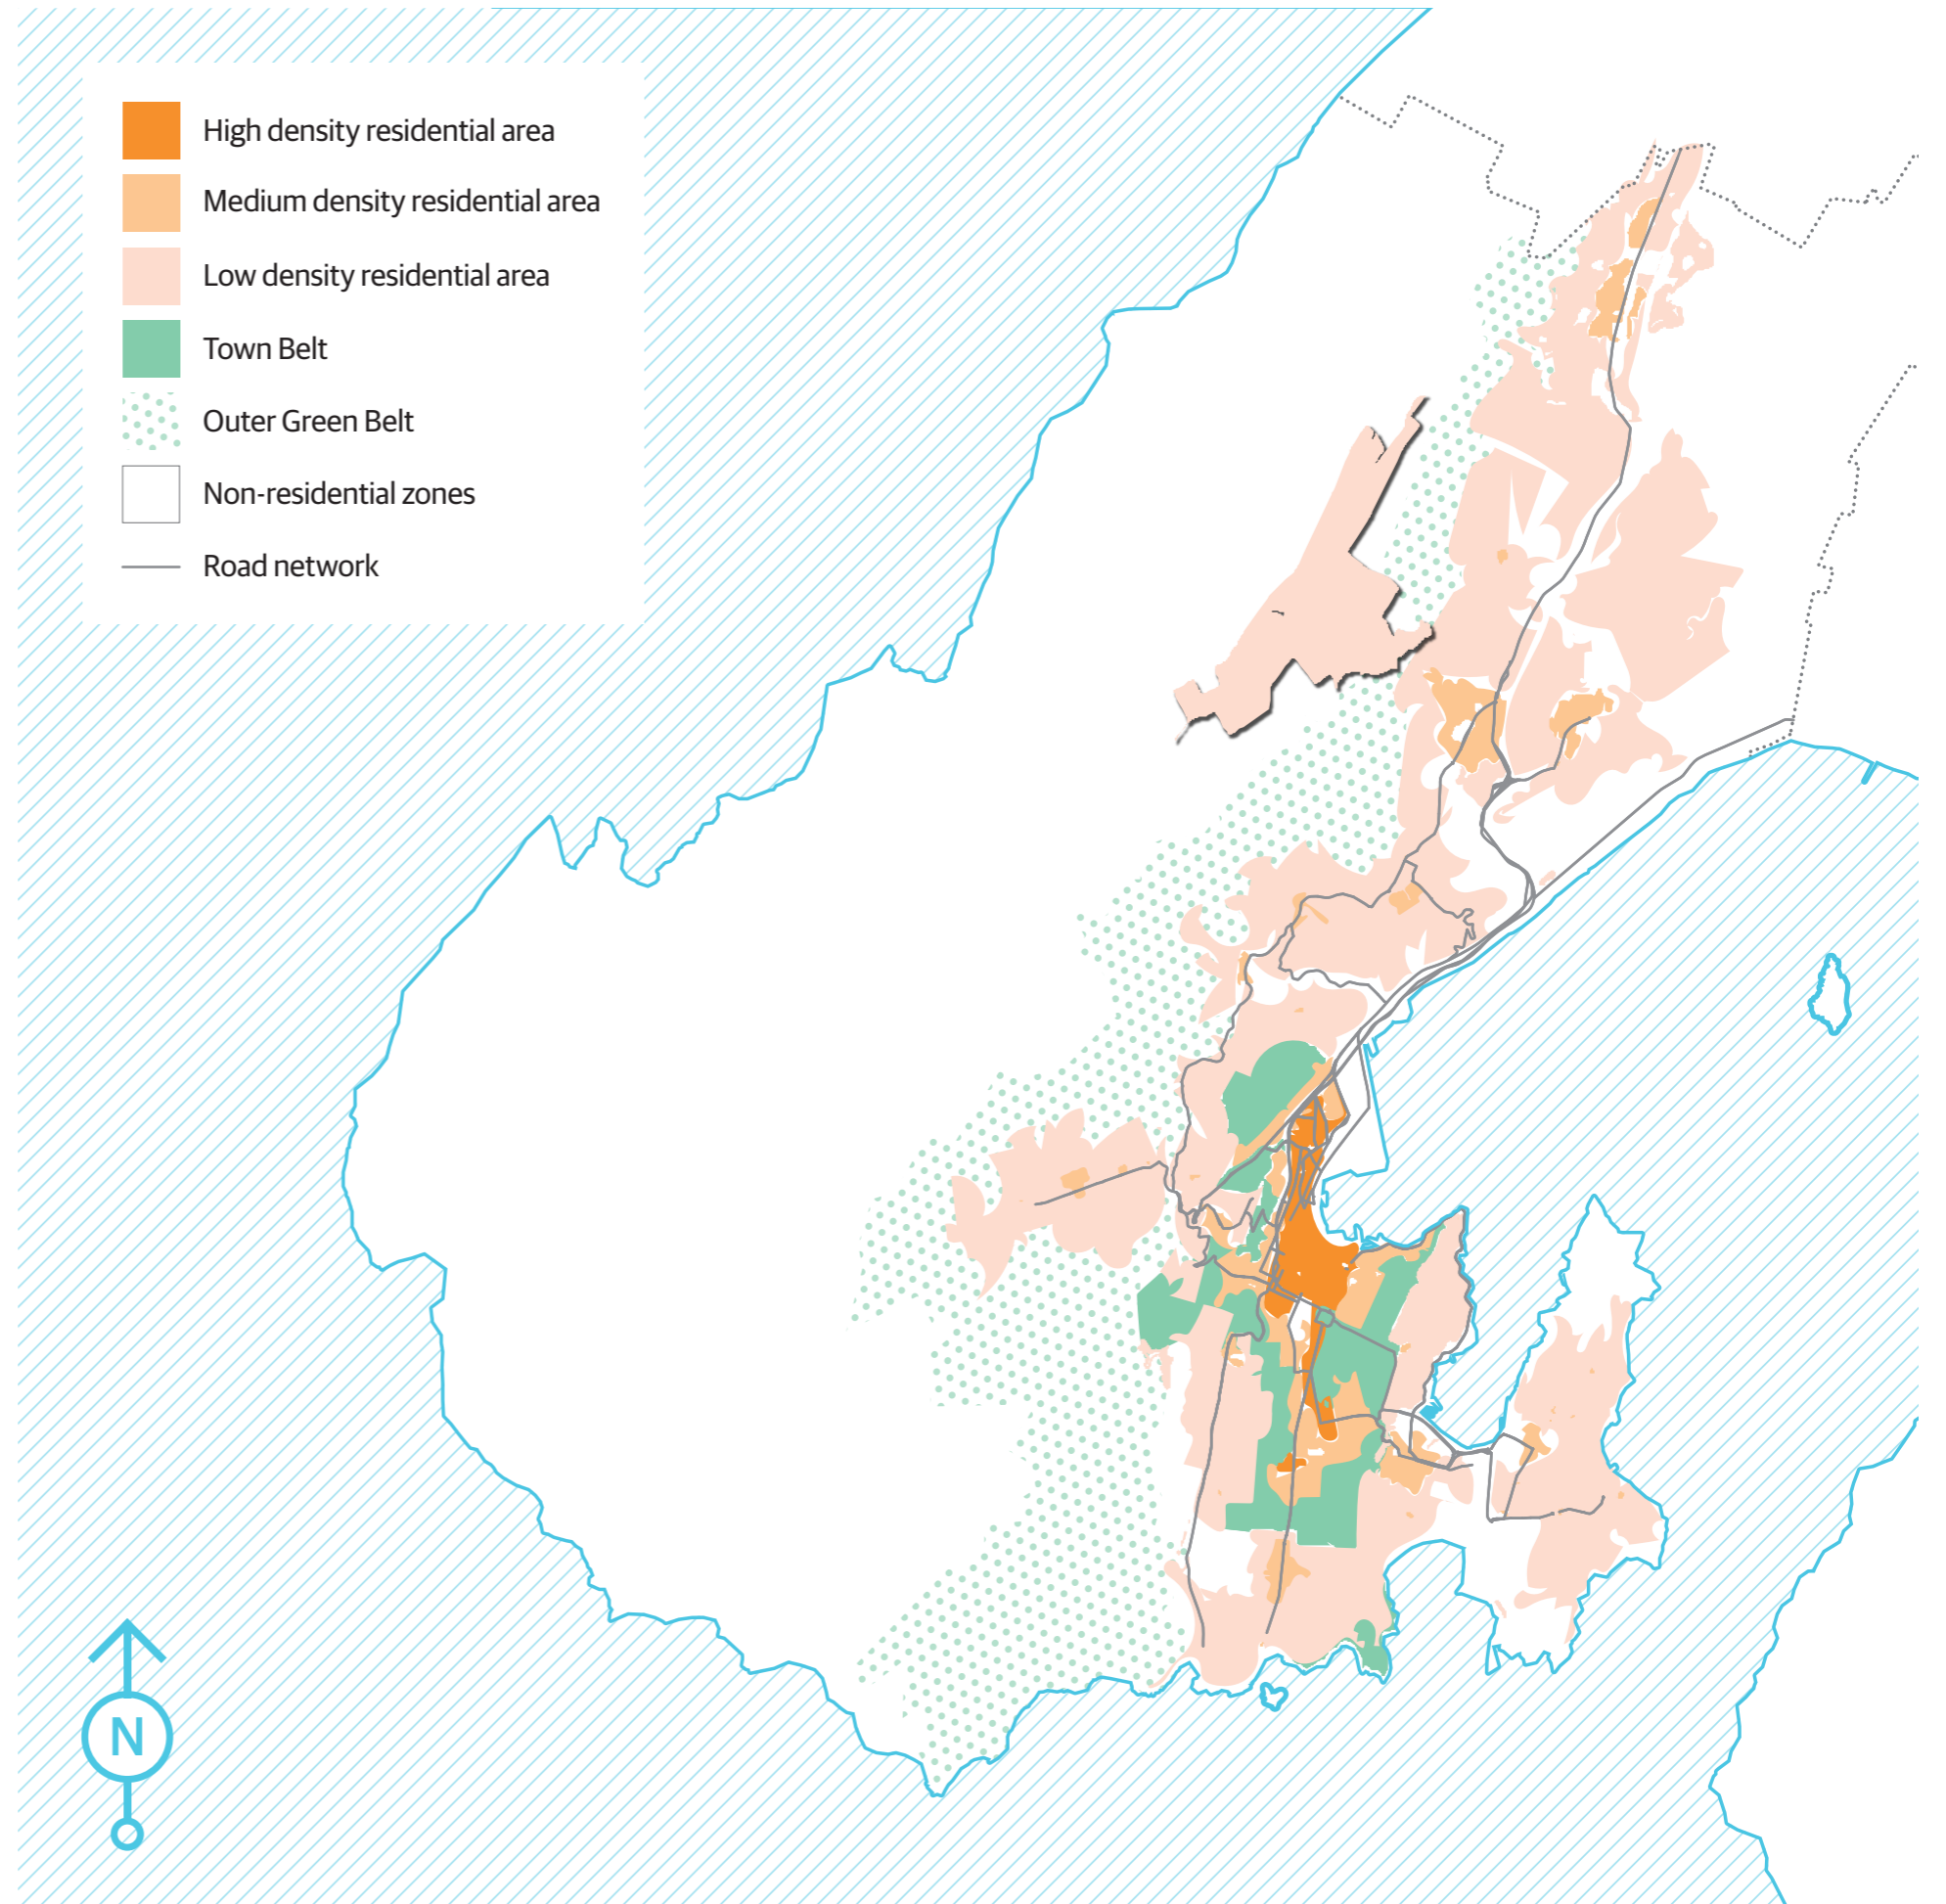 High density residential area
Medium density residential area
Low density residential area
Town Belt
Outer Green Belt
Non-residential zones
Road network
N